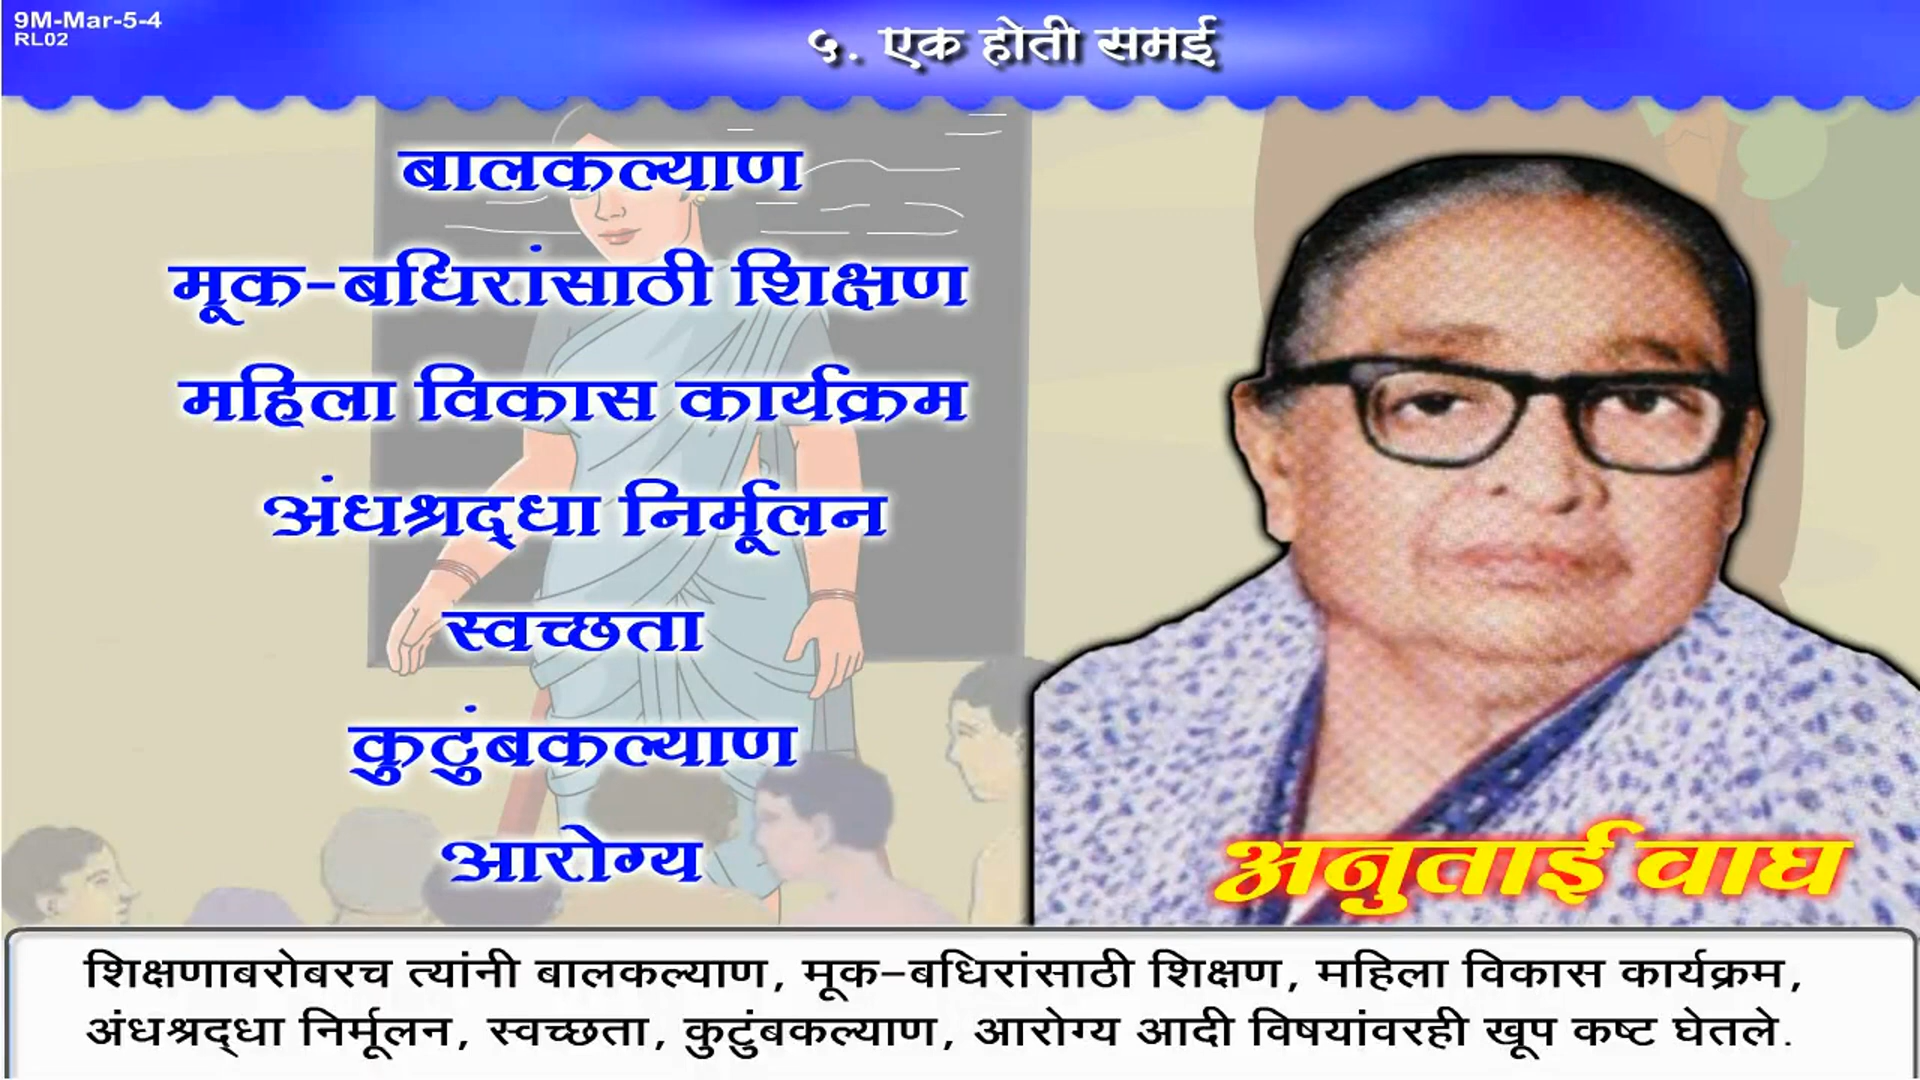 9M-Mar-5-4
RL02
५. एक होती समई
बालकल्याण
मूक-बधिरांसाठी शिक्षण
महिला विकास कार्यक्रम
अंधश्रद्‌धा निर्मूलन
स्वच्छता
कुटुंबकल्याण
आरोग्य
अनुताई वाघ
शिक्षणाबरोबरच त्यांनी बालकल्याण, मूक-बधिरांसाठी शिक्षण, महिला विकास कार्यक्रम,
अंधश्रद्‌धा निर्मूलन, स्वच्छता, कुटुंबकल्याण, आरोग्य आदी विषयांवरही खूप कष्ट घेतले.